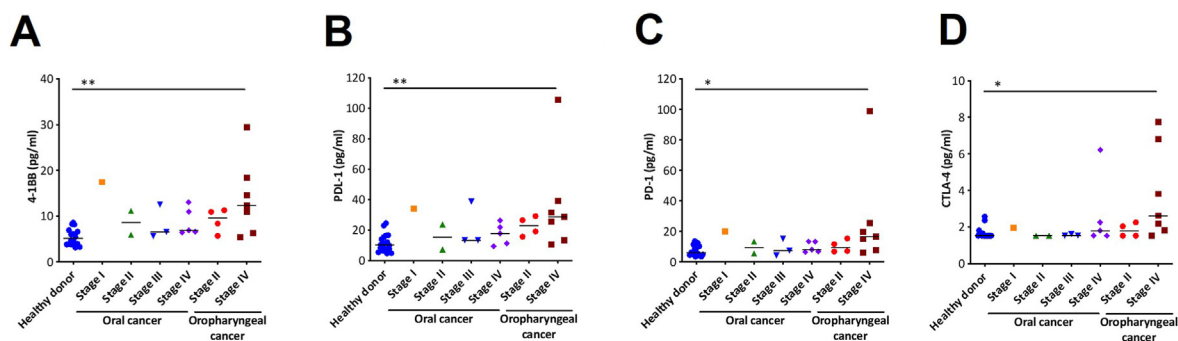 A
40
30
20
10
0
4-1BB (pg/ml)
**
Healthy donor
Stage I
Stage II
Stage III
Stage IV
Stage II
Stage IV
Oral cancer
Oropharyngeal
cancer
B
120
100
80
60
40
20
0
PDL-1 (pg/ml)
**
Healthy donor
Stage I
Stage II
Stage III
Stage IV
Stage II
Stage IV
Oral cancer
Oropharyngeal
cancer
C
120
100
80
60
40
20
0
PD-1 (pg/ml)
*
Healthy donor
Stage I
Stage II
Stage III
Stage IV
Stage II
Stage IV
Oral cancer
Oropharyngeal
cancer
D
10
8
6
4
2
0
CTLA-4 (pg/ml)
*
Healthy donor
Stage I
Stage II
Stage III
Stage IV
Stage II
Stage IV
Oral cancer
Oropharyngeal
cancer